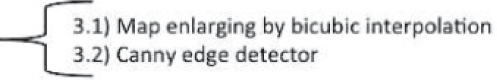 3.1) Map enlarging by bicubic interpolation
3.2) Canny edge detector